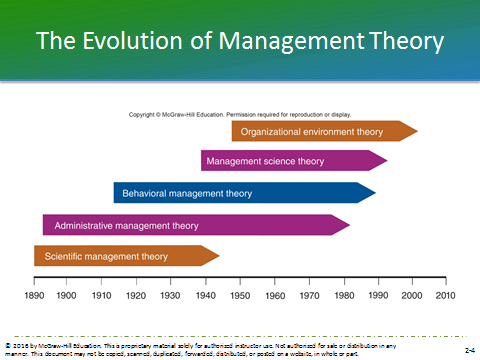 The Evolution of Management Theory
Copyright © McGraw-Hill Education. Permission required for reproduction or display.
Organizational environment theory
Management science theory
Behavioral management theory
Administrative management theory
Scientific management theory
1890 1900 1910 1920 1930 1940 1950 1960 1970 1980 1990 2000 2010
© 2016 by McGraw-Hill Education. This is proprietary material solely for authorized instructor use. Not authorized for sale or distribution in any
manner. This document may not be copied, scanned, duplicated, forwarded, distributed, or posted on a website, in whole or part.
2-4